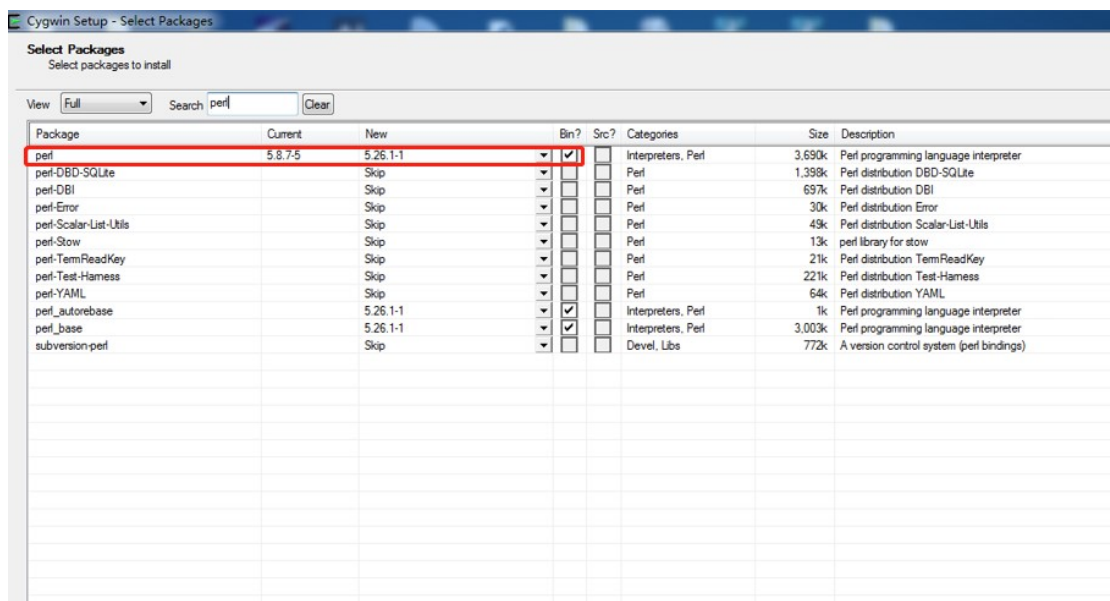 Cygwin Setup - Select Packages
Select Packages
Select packages to install
View Full Search perl Clear
Package Current New Bin? Src? Categories Size Description
perl 5.8.7-5 5.26.1-1 Interpreters, Perl 3,690k Perl programming language interpreter
perl-DBD-SQLite Skip Perl 1,398k Perl distribution DBD-SQLite
perl-DBI Skip Perl 697k Perl distribution DBI
perl-Error Skip Perl 30k Perl distribution Error
perl-Scalar-List-Utils Skip Perl 49k Perl distribution Scalar-List-Utils
perl-Stow Skip Perl 13k perl library for stow
perl-TermReadKey Skip Perl 21k Perl distribution TermReadKey
perl-Test-Harness Skip Perl 221k Perl distribution Test-Harness
perl-YAML Skip Perl 64k Perl distribution YAML
perl_autorebase 5.26.1-1 Interpreters, Perl 1k Perl programming language interpreter
perl_base 5.26.1-1 Interpreters, Perl 3,003k Perl programming language interpreter
subversion-perl Skip Devel, Libs 772k A version control system (perl bindings)